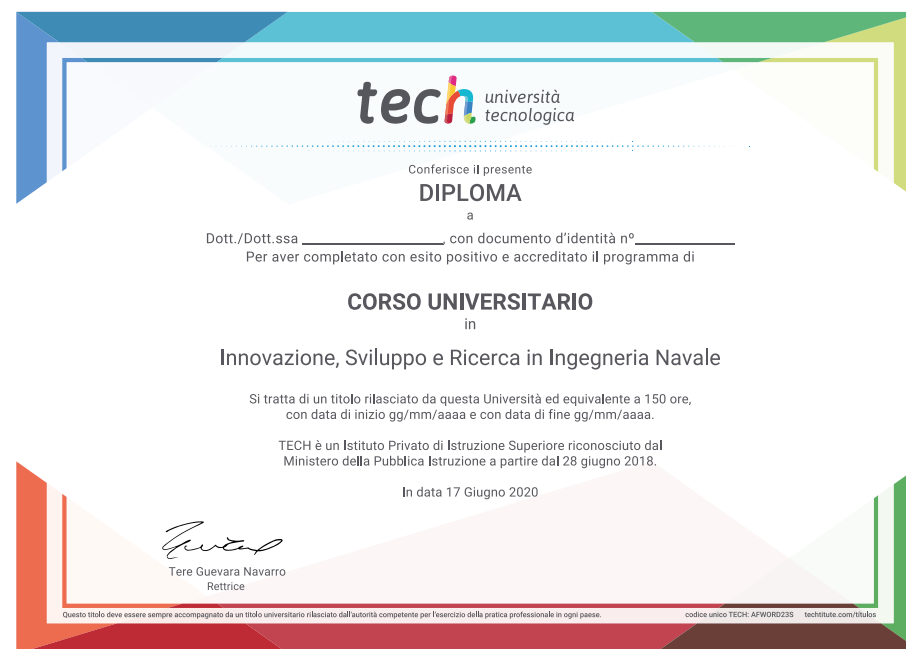 tech università
tecnologica
Conferisce il presente
DIPLOMA
a
Dott./Dott.ssa ____________________, con documento d'identità nº______________
Per aver completato con esito positivo e accreditato il programma di
CORSO UNIVERSITARIO
in
Innovazione, Sviluppo e Ricerca in Ingegneria Navale
Si tratta di un titolo rilasciato da questa Università ed equivalente a 150 ore,
con data di inizio gg/mm/aaaa e con data di fine gg/mm/aaaa.
TECH è un Istituto Privato di Istruzione Superiore riconosciuto dal
Ministero della Pubblica Istruzione a partire dal 28 giugno 2018.
In data 17 Giugno 2020
Tere Guevara Navarro
Rettrice
Questo titolo deve essere sempre accompagnato da un titolo universitario rilasciato dall'autorità competente per l'esercizio della pratica professionale in ogni paese. codice unico TECH: AFWORD23S techtitute.com/titulos